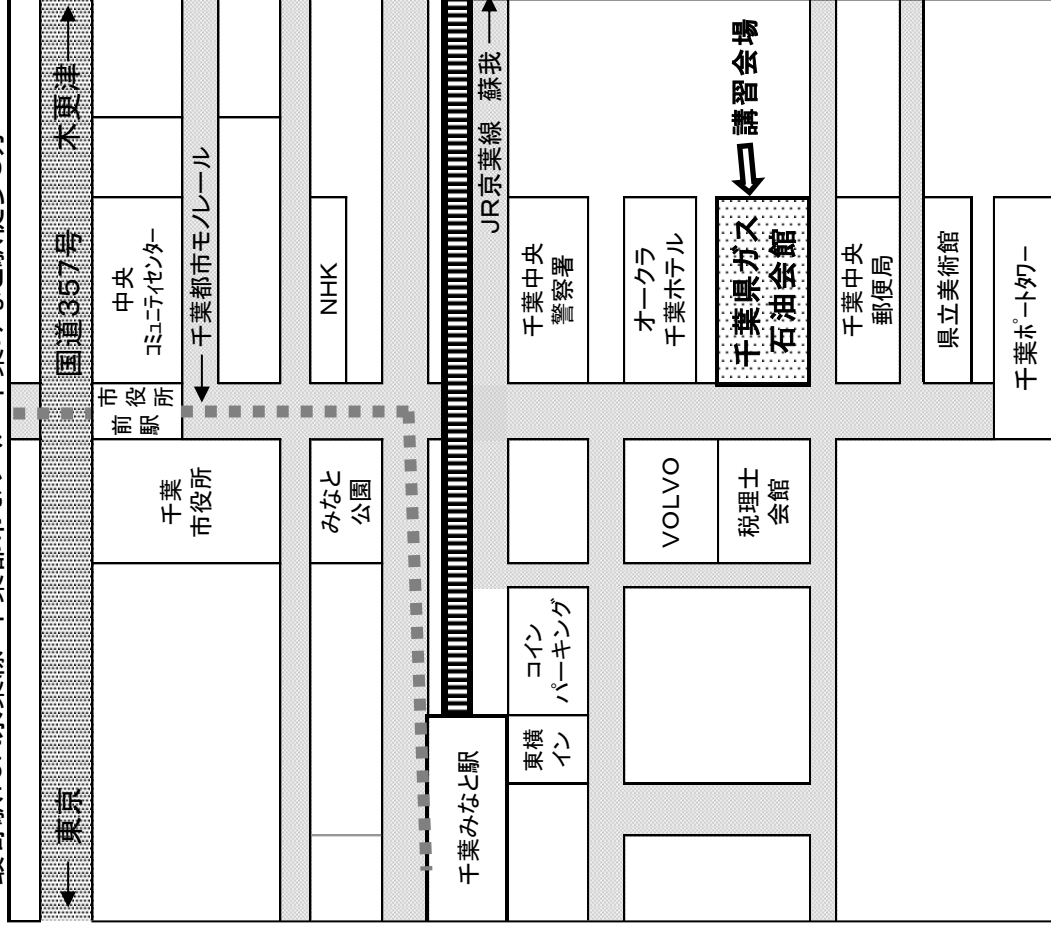 ← 東京
国道357号
木更津→
千葉
市役所
市役所
前駅
中央
コミュニティセンター
←千葉都市モノレール
みなと
公園
NHK
千葉みなと駅
JR京葉線 蘇我→
東横
イン
コイン
パーキング
千葉中央
警察署
VOLVO
オークラ
千葉ホテル
税理士
会館
千葉県ガス
石油会館
⇐講習会場
千葉中央
郵便局
県立美術館
千葉ポートタワー